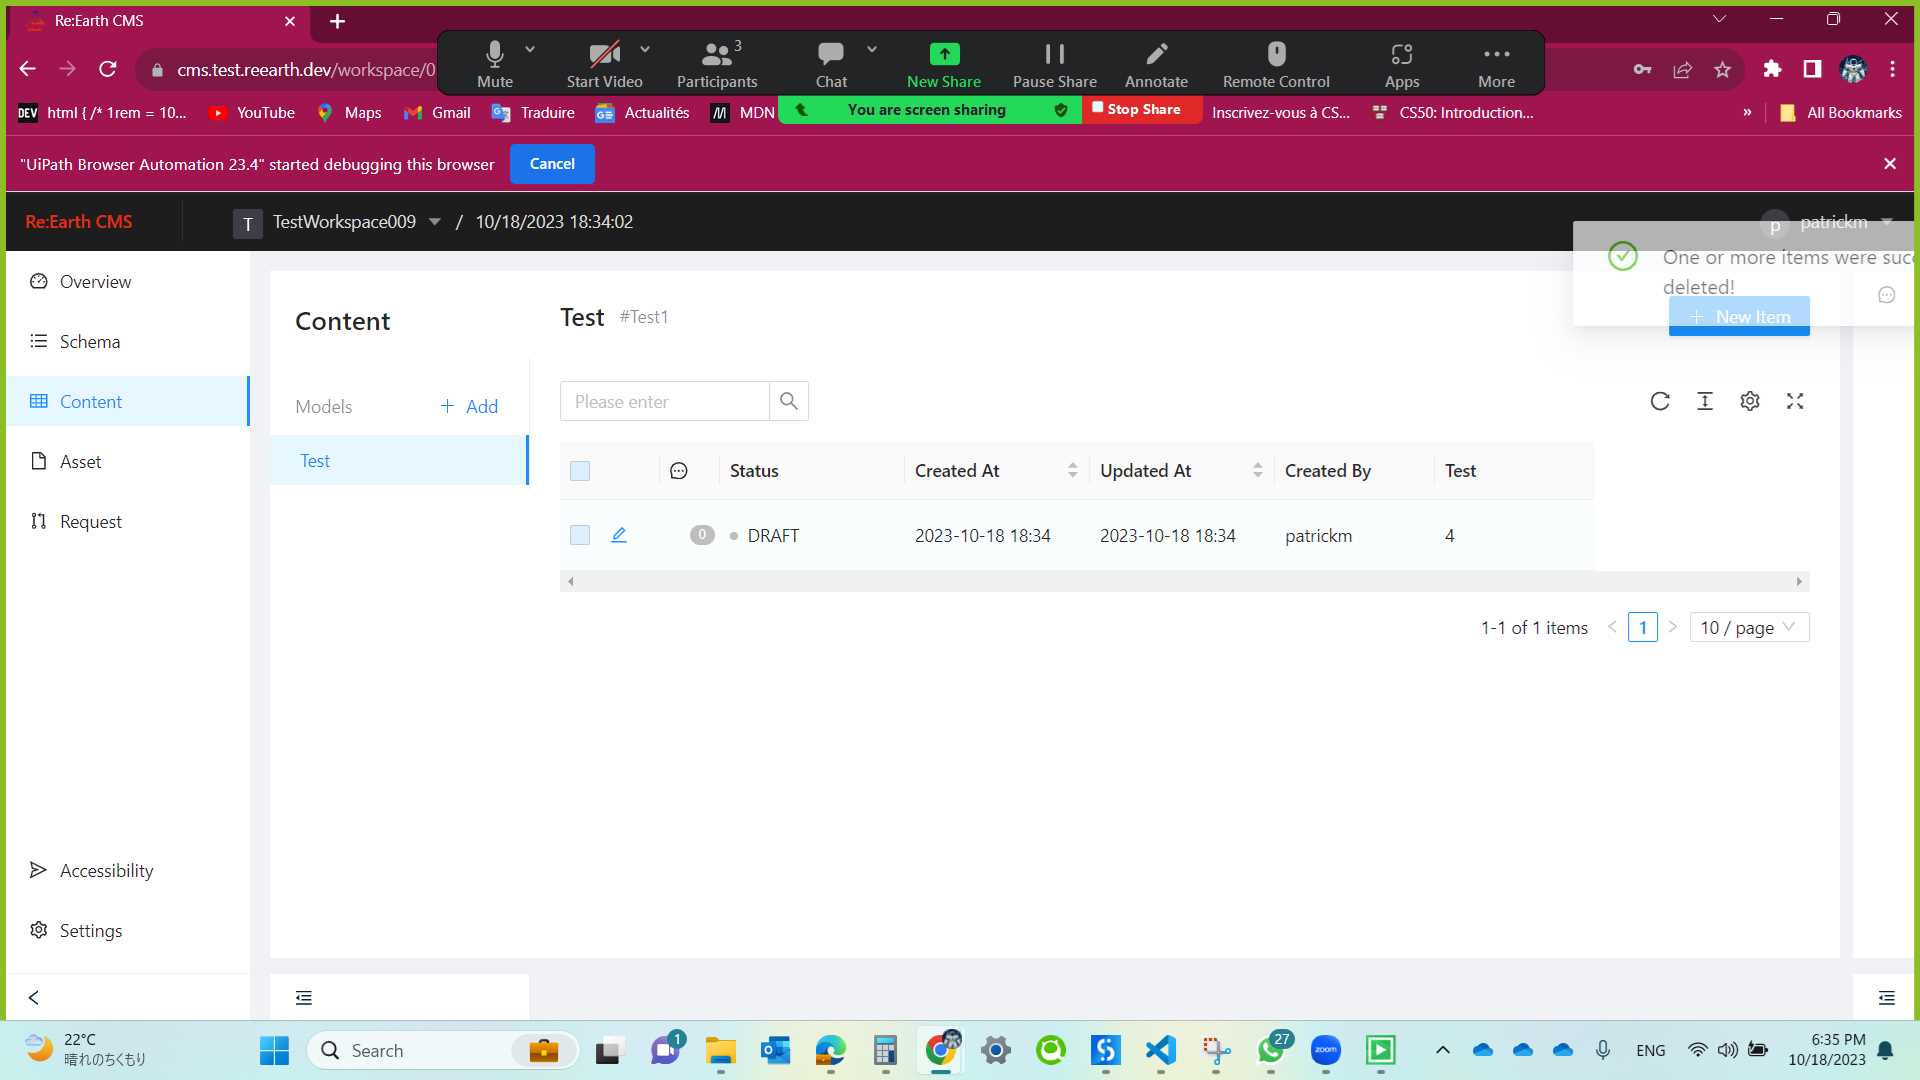 Re:Earth CMS
cms.test.reearth.dev/workspace/0
Mute
Start Video
3
Participants
Chat
New Share
Pause Share
Annotate
Remote Control
Apps
More
You are screen sharing
Stop Share
DEV html { /* 1rem = 10...
YouTube
Maps
Gmail
Traduire
Actualités
MDN
Inscrivez-vous à CS...
CS50: Introduction...
»
All Bookmarks
"UiPath Browser Automation 23.4" started debugging this browser
Cancel
Re:Earth CMS
T TestWorkspace009 / 10/18/2023 18:34:02
p patrickm
One or more items were succ
deleted!
Overview
Schema
Content
Asset
Request
Accessibility
Settings
Content
Models
+ Add
Test
Test #Test1
+ New Item
Please enter
Status
Created At
Updated At
Created By
Test
0
DRAFT
2023-10-18 18:34
2023-10-18 18:34
patrickm
4
1-1 of 1 items
< 1 >
10 / page
22°C
晴れのちくもり
Search
1
27
zoom
ENG
6:35 PM
10/18/2023